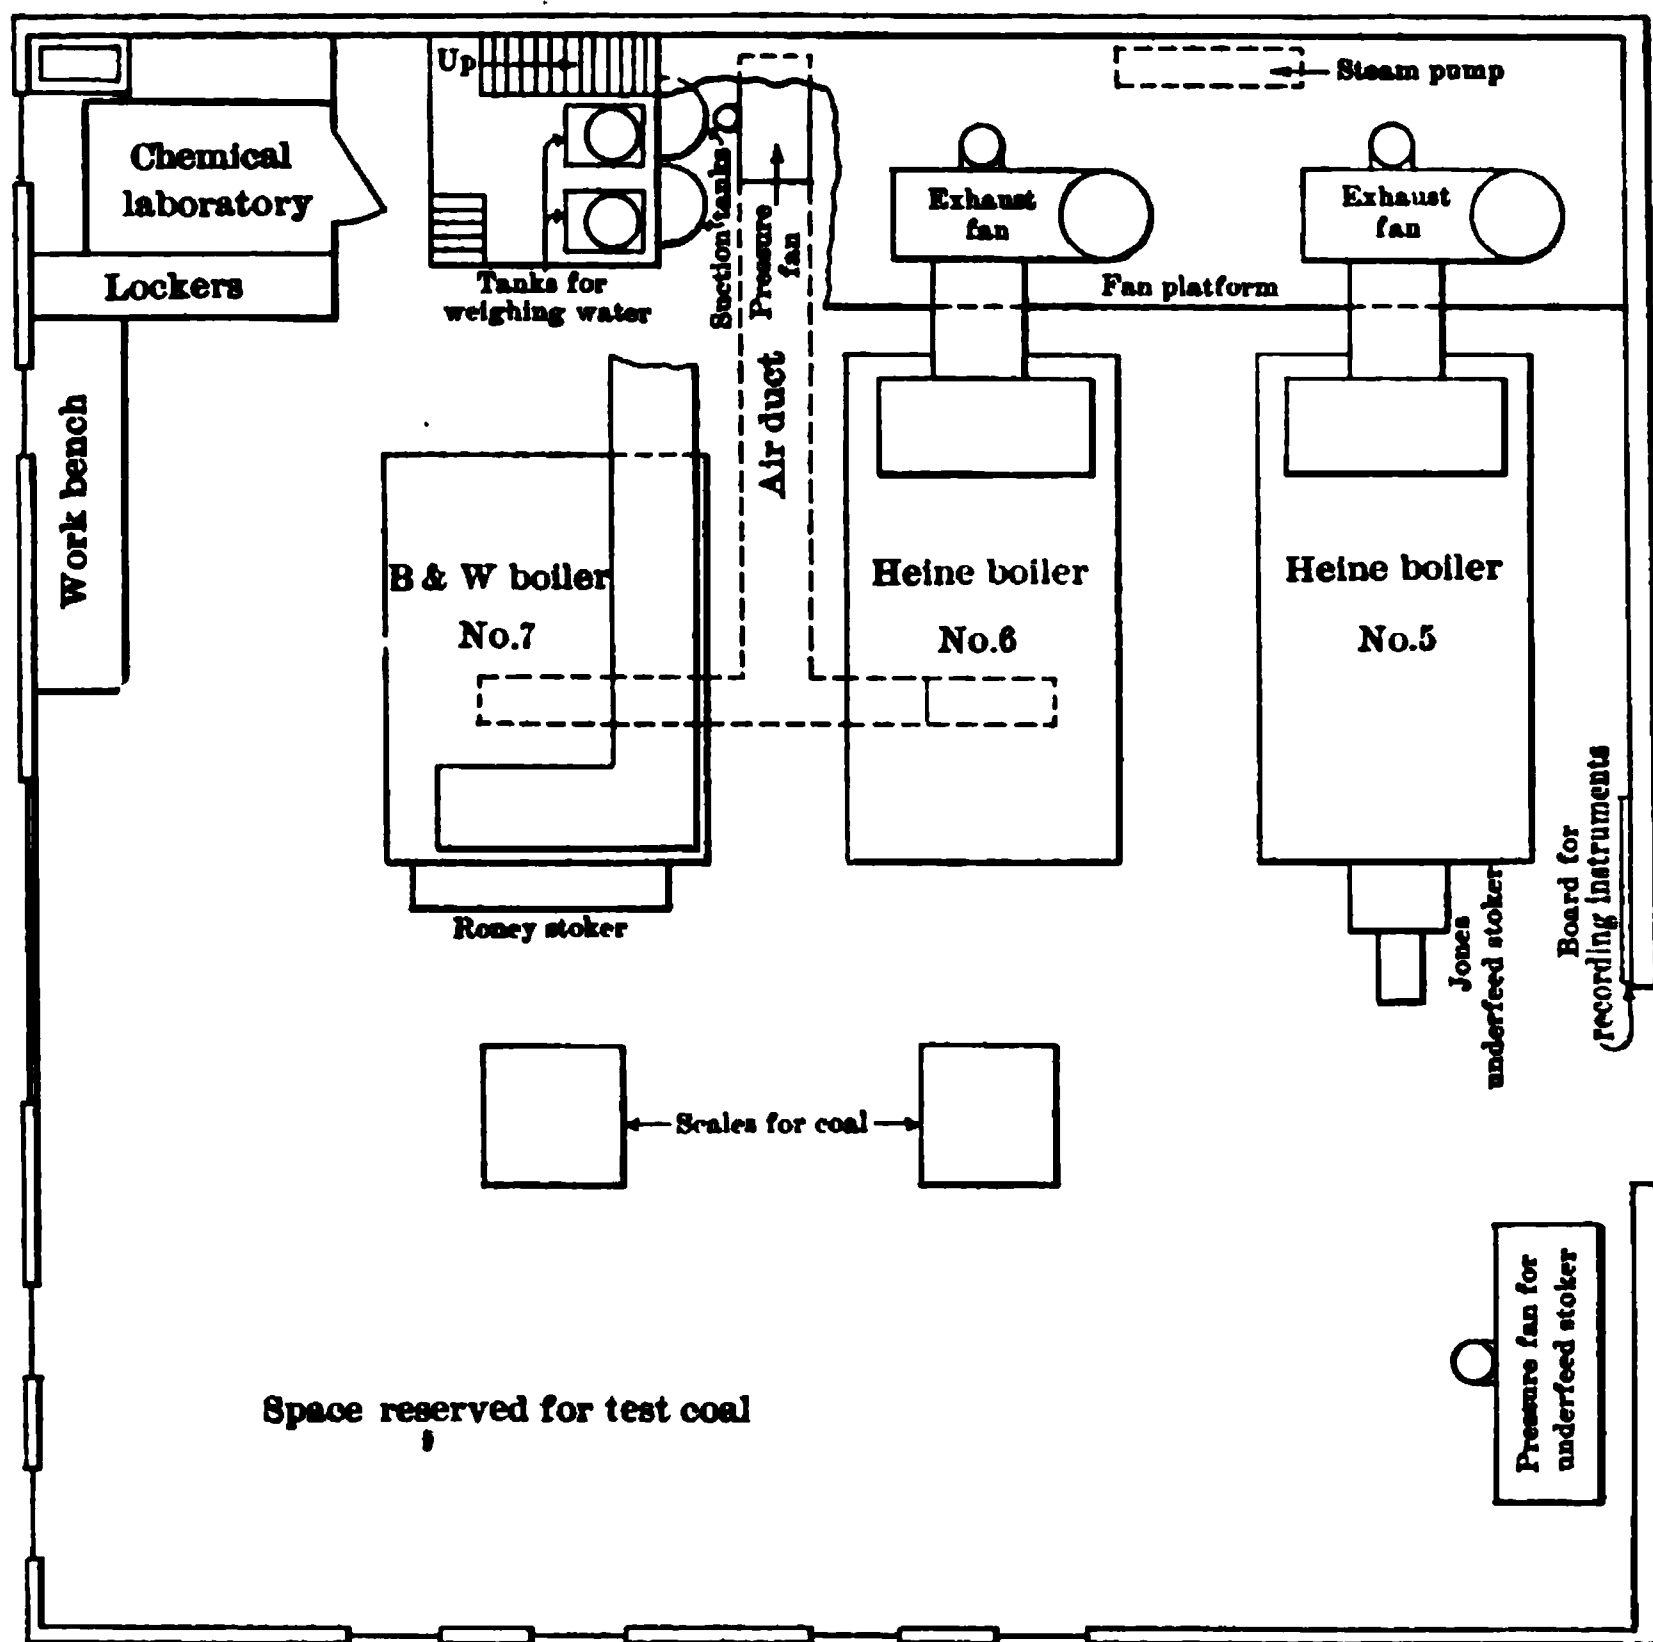 Up
Steam pump
Chemical
laboratory
Exhaust
fan
Exhaust
fan
Suction tanks
Pressure
fan
Lockers
Tanks for
weighing water
Fan platform
Air duct
Work bench
B & W boiler
No.7
Heine boiler
No.6
Heine boiler
No.5
Board for
recording instruments
Roney stoker
Jones
underfeed stoker
Scales for coal
Pressure fan for
underfeed stoker
Space reserved for test coal